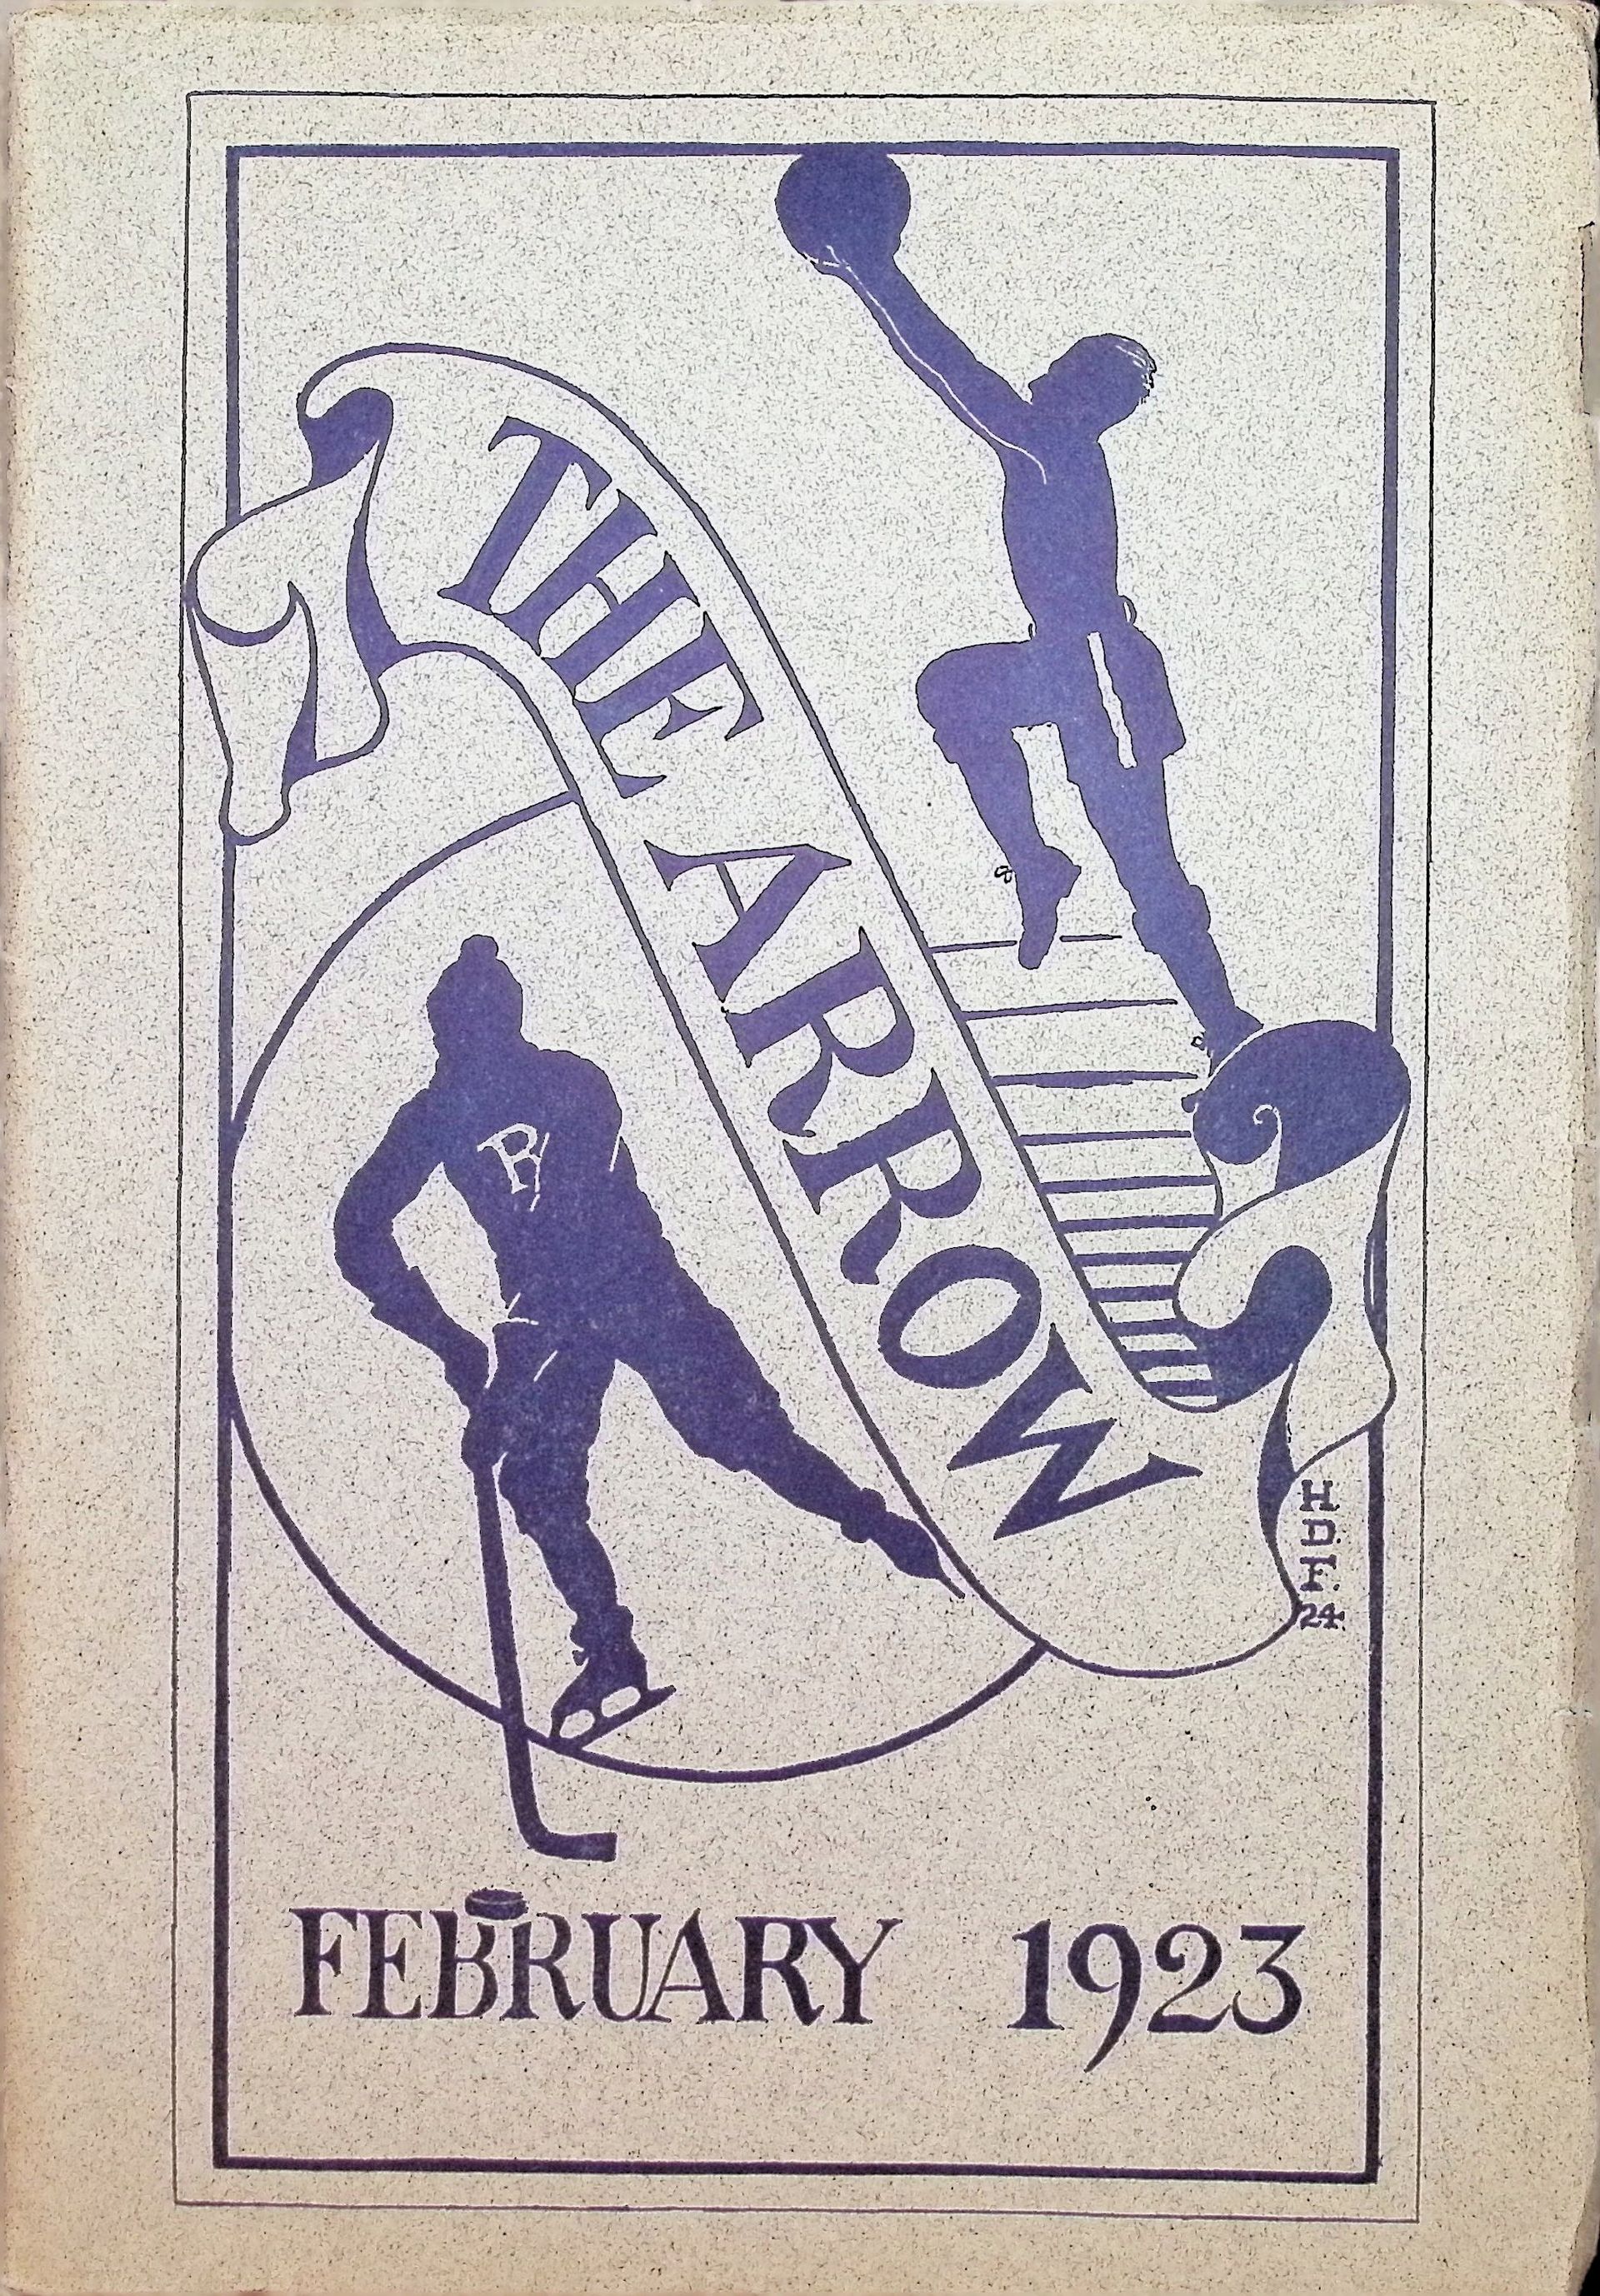 THE ARROW
R
H.
D.
F.
24.
FEBRUARY 1923